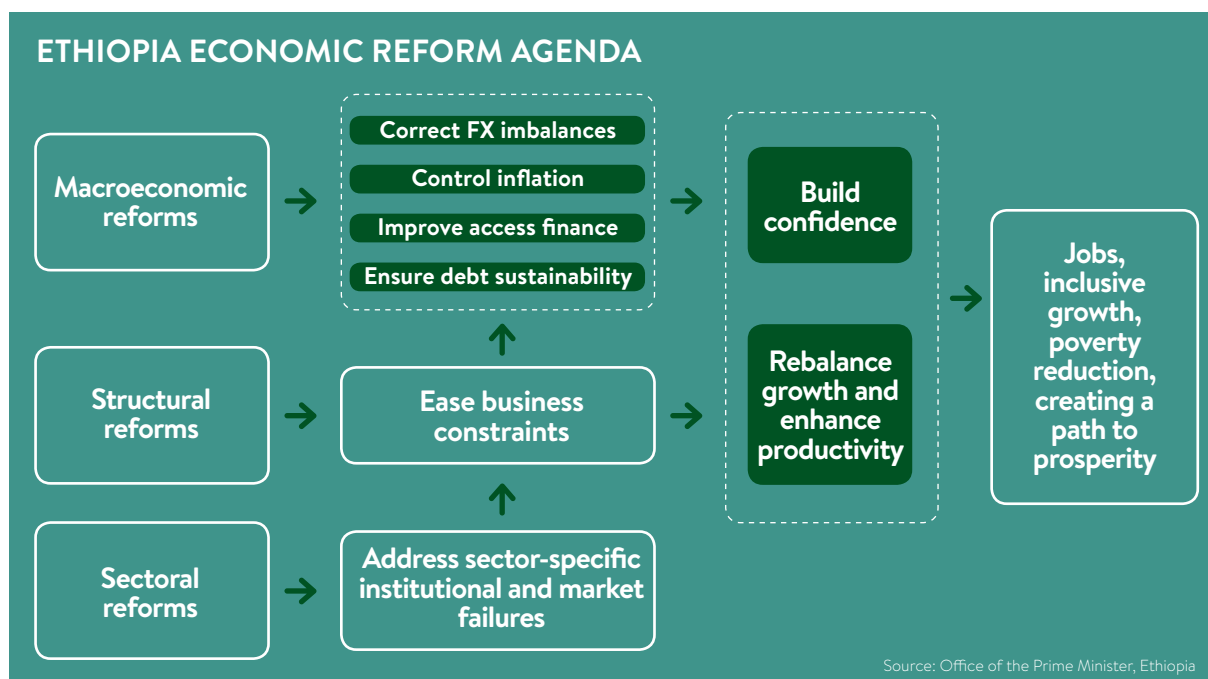 ETHIOPIA ECONOMIC REFORM AGENDA
Macroeconomic
reforms
Correct FX imbalances
Control inflation
Improve access finance
Ensure debt sustainability
Build
confidence
Structural
reforms
Ease business
constraints
Rebalance
growth and
enhance
productivity
Jobs,
inclusive
growth,
poverty
reduction,
creating a
path to
prosperity
Sectoral
reforms
Address sector-specific
institutional and market
failures
Source: Office of the Prime Minister, Ethiopia